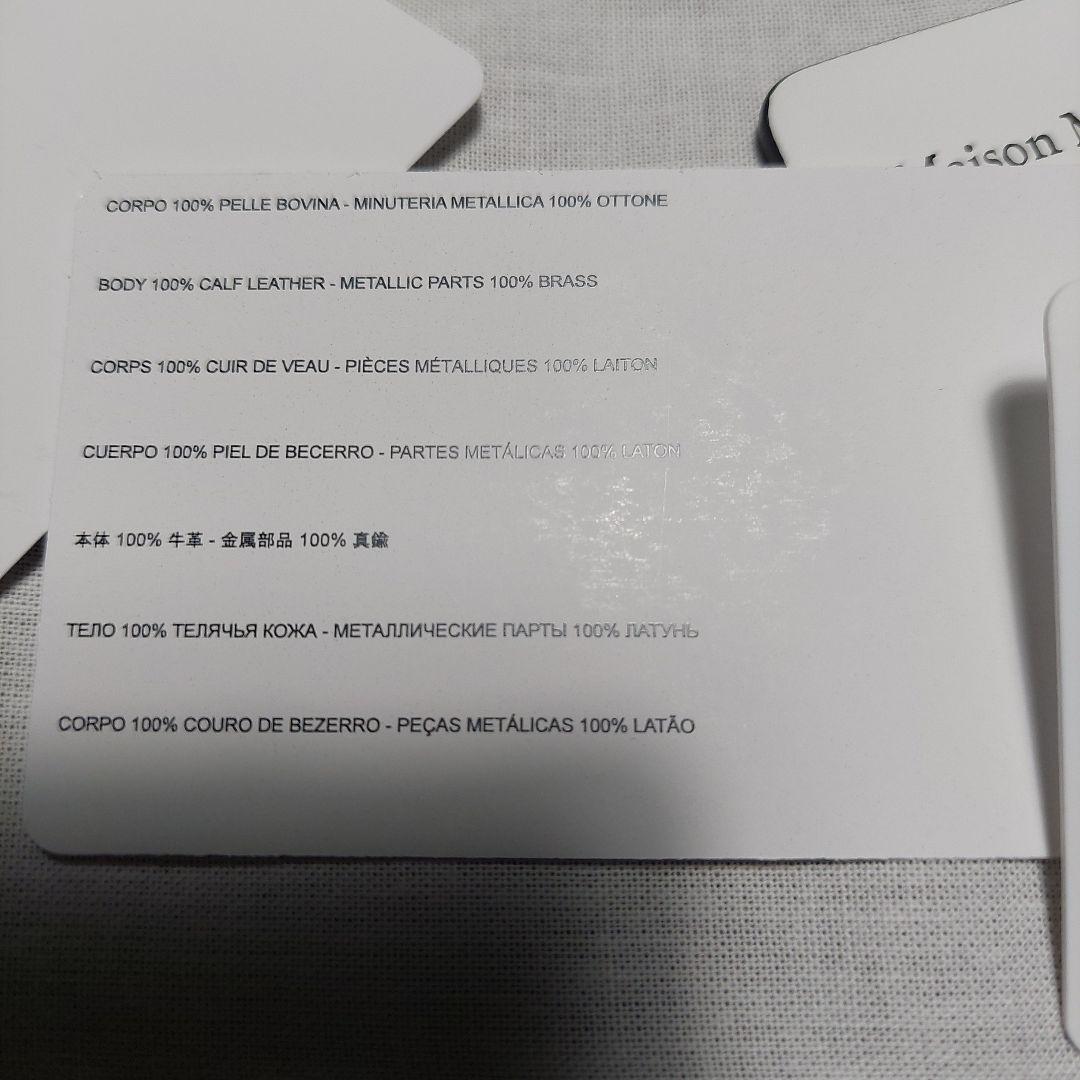 Maison
CORPO 100% PELLE BOVINA - MINUTERIA METALLICA 100% OTTONE
BODY 100% CALF LEATHER - METALLIC PARTS 100% BRASS
CORPS 100% CUIR DE VEAU - PIÈCES MÉTALLIQUES 100% LAITON
CUERPO 100% PIEL DE BECERRO - PARTES METÁLICAS 100% LATON
本体 100% 牛革 - 金属部品 100% 真鍮
ТЕЛО 100% ТЕЛЯЧЬЯ КОЖА - МЕТАЛЛИЧЕСКИЕ ПАРТЫ 100% ЛАТУНЬ
CORPO 100% COURO DE BEZERRO - PEÇAS METÁLICAS 100% LATÃO